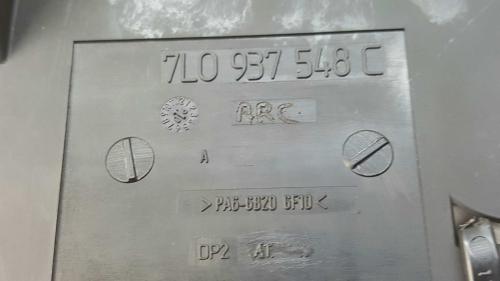 7L0 937 548 C
ARC
A
>PA6-GB20 GF10<
DP2 AT